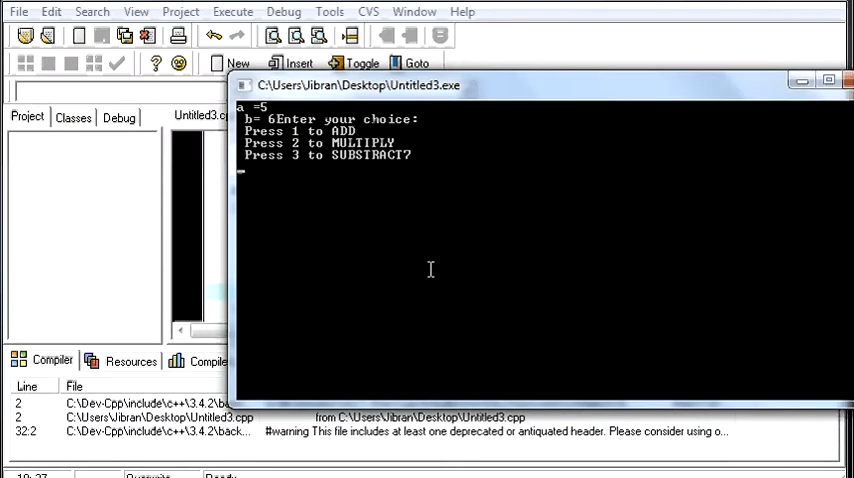 File Edit Search View Project Execute Debug Tools CVS Window Help
New Insert Toggle Goto
C:\Users\Jibran\Desktop\Untitled3.exe
Project Classes Debug Untitled3.cp
a =5
b= 6Enter your choice:
Press 1 to ADD
Press 2 to MULTIPLY
Press 3 to SUBSTRACT7
Compiler Resources Compile
Line File
2 C:\Dev-Cpp\include\c++\3.4.2\ba
2 C:\Users\Jibran\Desktop\Untitled3.cpp from C:\Users\Jibran\Desktop\Untitled3.cpp
32:2 C:\Dev-Cpp\include\c++\3.4.2\back... #warning This file includes at least one deprecated or antiquated header. Please consider using o...